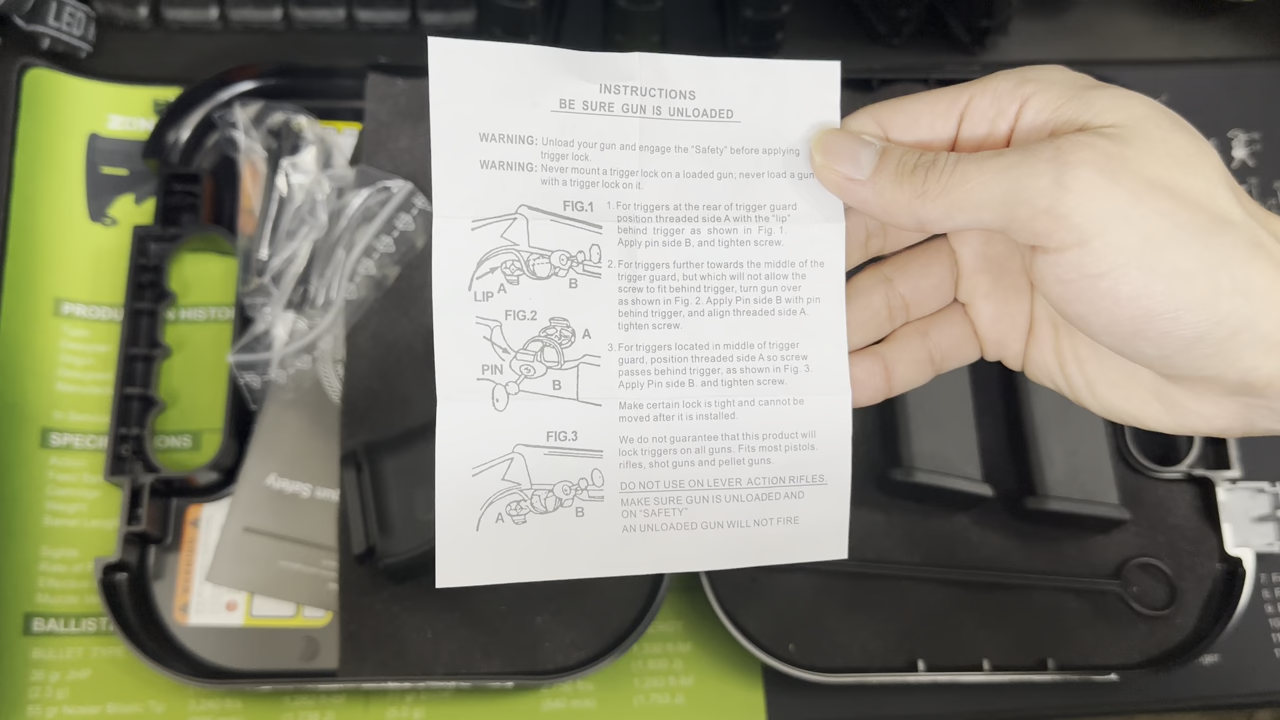 LED
INSTRUCTIONS
BE SURE GUN IS UNLOADED
WARNING: Unload your gun and engage the "Safety" before applying
trigger lock.
WARNING: Never mount a trigger lock on a loaded gun; never load a gun
with a trigger lock on it.
FIG.1
LIP A
B
FIG.2
A
PIN
B
FIG.3
A
B
1. For triggers at the rear of trigger guard
position threaded side A with the "lip"
behind trigger as shown in Fig. 1.
Apply pin side B, and tighten screw.
2. For triggers further towards the middle of the
trigger guard, but which will not allow the
screw to fit behind trigger, turn gun over
as shown in Fig. 2. Apply Pin side B with pin
behind trigger, and align threaded side A.
tighten screw.
3. For triggers located in middle of trigger
guard, position threaded side A so screw
passes behind trigger, as shown in Fig. 3.
Apply Pin side B. and tighten screw.
Make certain lock is tight and cannot be
moved after it is installed.
We do not guarantee that this product will
lock triggers on all guns. Fits most pistols.
rifles, shot guns and pellet guns.
DO NOT USE ON LEVER ACTION RIFLES.
MAKE SURE GUN IS UNLOADED AND
ON "SAFETY"
AN UNLOADED GUN WILL NOT FIRE
Gun Safety
BULLET TYPE